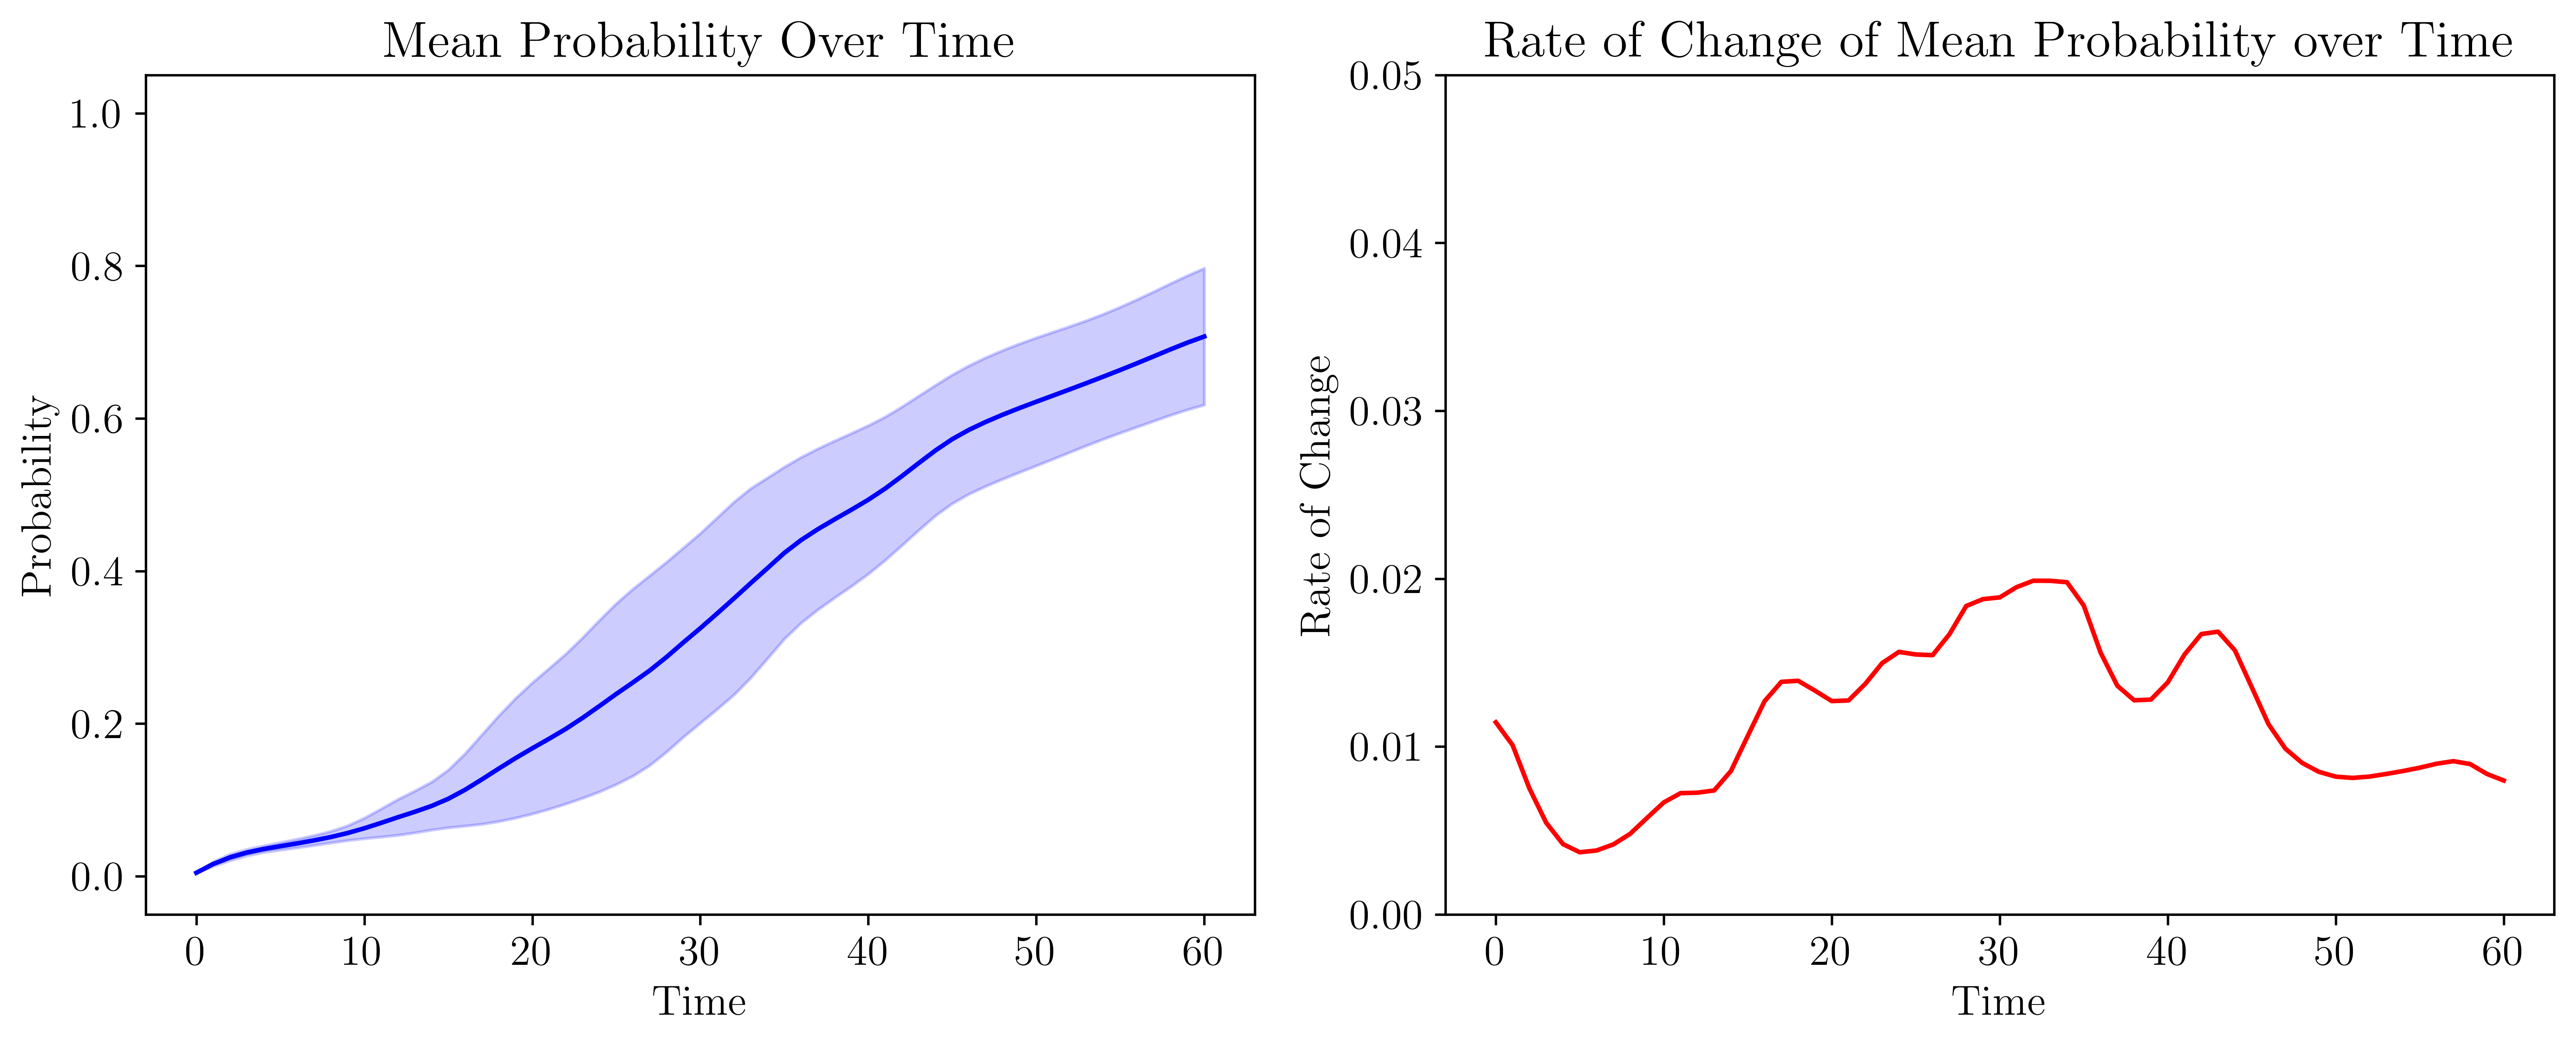 Mean Probability Over Time
1.0
0.8
0.6
0.4
0.2
0.0
Probability
0 10 20 30 40 50 60
Time
Rate of Change of Mean Probability over Time
0.05
0.04
0.03
0.02
0.01
0.00
Rate of Change
0 10 20 30 40 50 60
Time